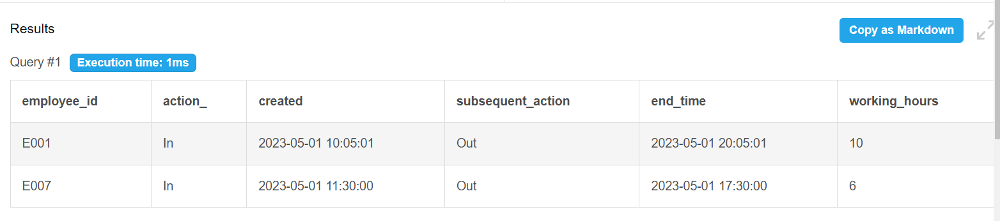 Results
Copy as Markdown
Query #1 Execution time: 1ms
employee_id action_ created subsequent_action end_time working_hours
E001 In 2023-05-01 10:05:01 Out 2023-05-01 20:05:01 10
E007 In 2023-05-01 11:30:00 Out 2023-05-01 17:30:00 6